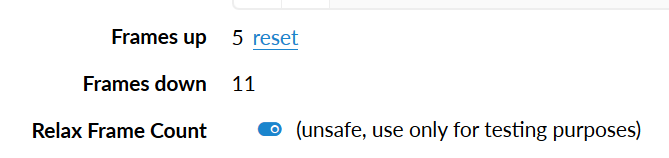 Frames up 5 reset
Frames down 11
Relax Frame Count (unsafe, use only for testing purposes)